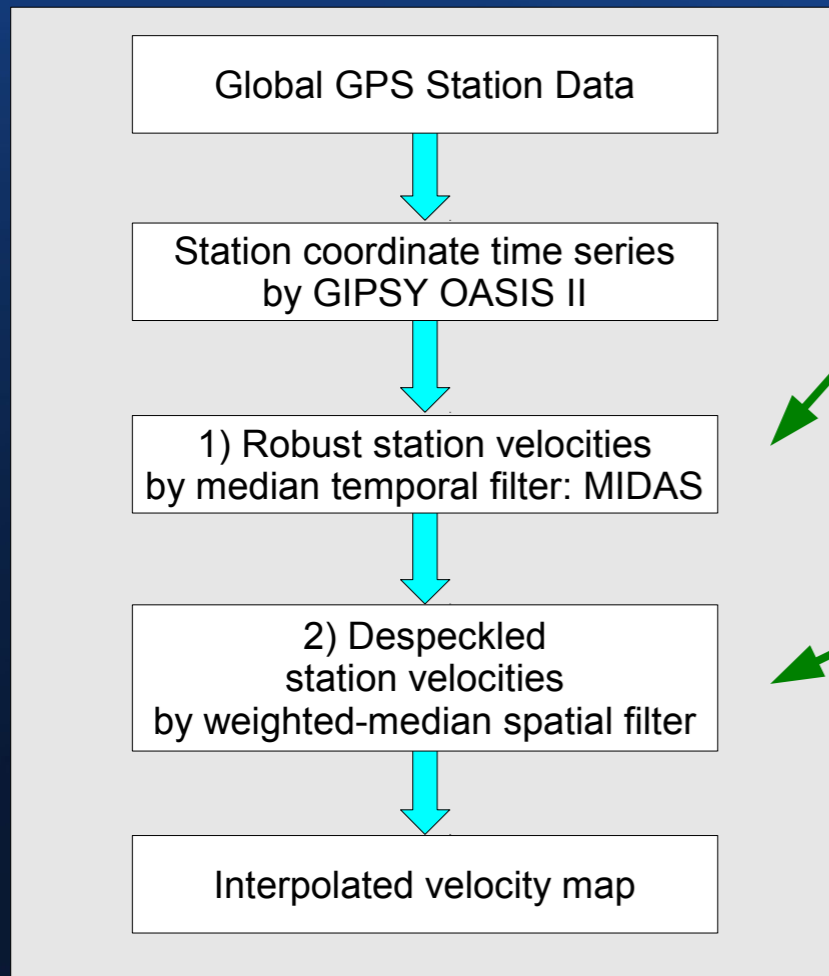 Global GPS Station Data
Station coordinate time series
by GIPSY OASIS II
1) Robust station velocities
by median temporal filter: MIDAS
2) Despeckled
station velocities
by weighted-median spatial filter
Interpolated velocity map